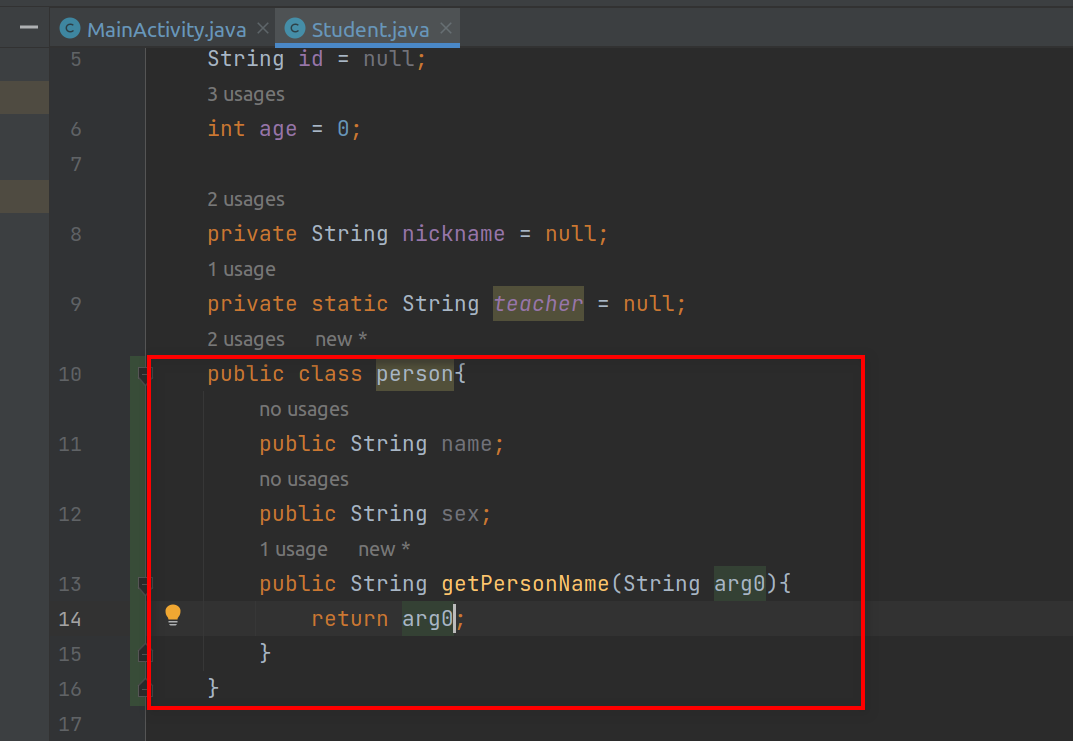 MainActivity.java Student.java
5 String id = null;
3 usages
6 int age = 0;
7
2 usages
8 private String nickname = null;
1 usage
9 private static String teacher = null;
2 usages new *
10 public class person{
no usages
11 public String name;
no usages
12 public String sex;
1 usage new *
13 public String getPersonName(String arg0){
14 return arg0;
15 }
16 }
17